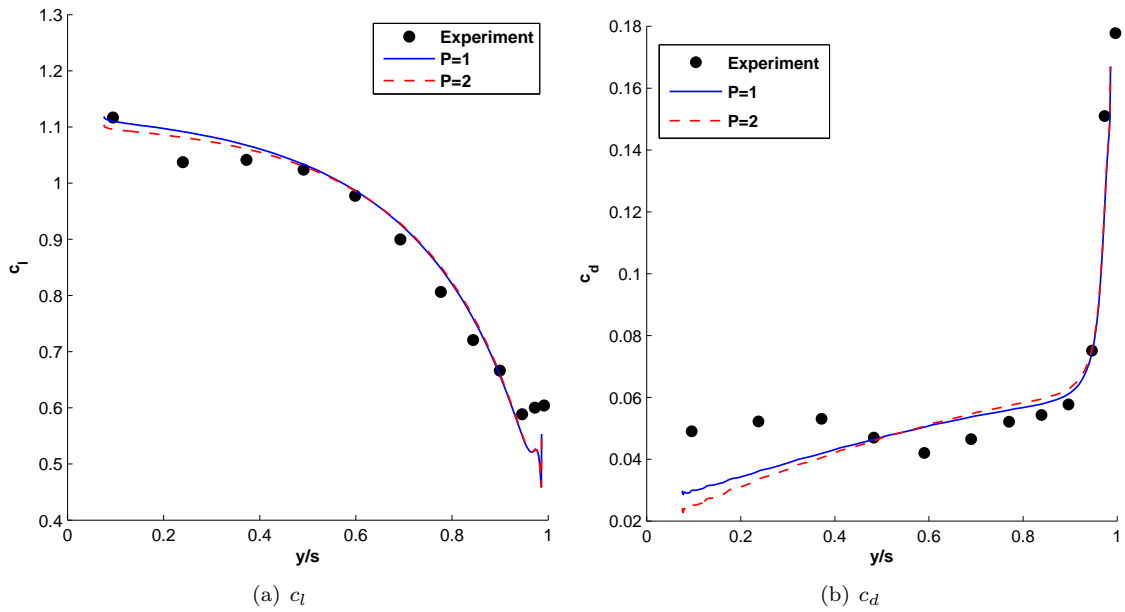 1.3
1.2
1.1
1
0.9
0.8
0.7
0.6
0.5
0.4
c_l
0 0.2 0.4 0.6 0.8 1
y/s
Experiment
P=1
P=2
(a) c_l
0.18
0.16
0.14
0.12
0.1
0.08
0.06
0.04
0.02
c_d
0 0.2 0.4 0.6 0.8 1
y/s
Experiment
P=1
P=2
(b) c_d